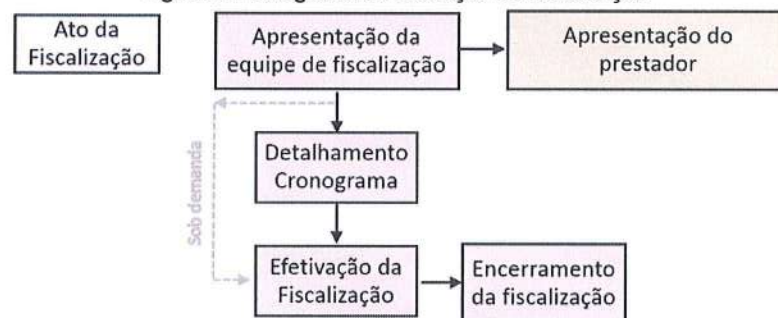 Ato da
Fiscalização
Apresentação da
equipe de fiscalização
Apresentação do
prestador
Sob demanda
Detalhamento
Cronograma
Efetivação da
Fiscalização
Encerramento
da fiscalização